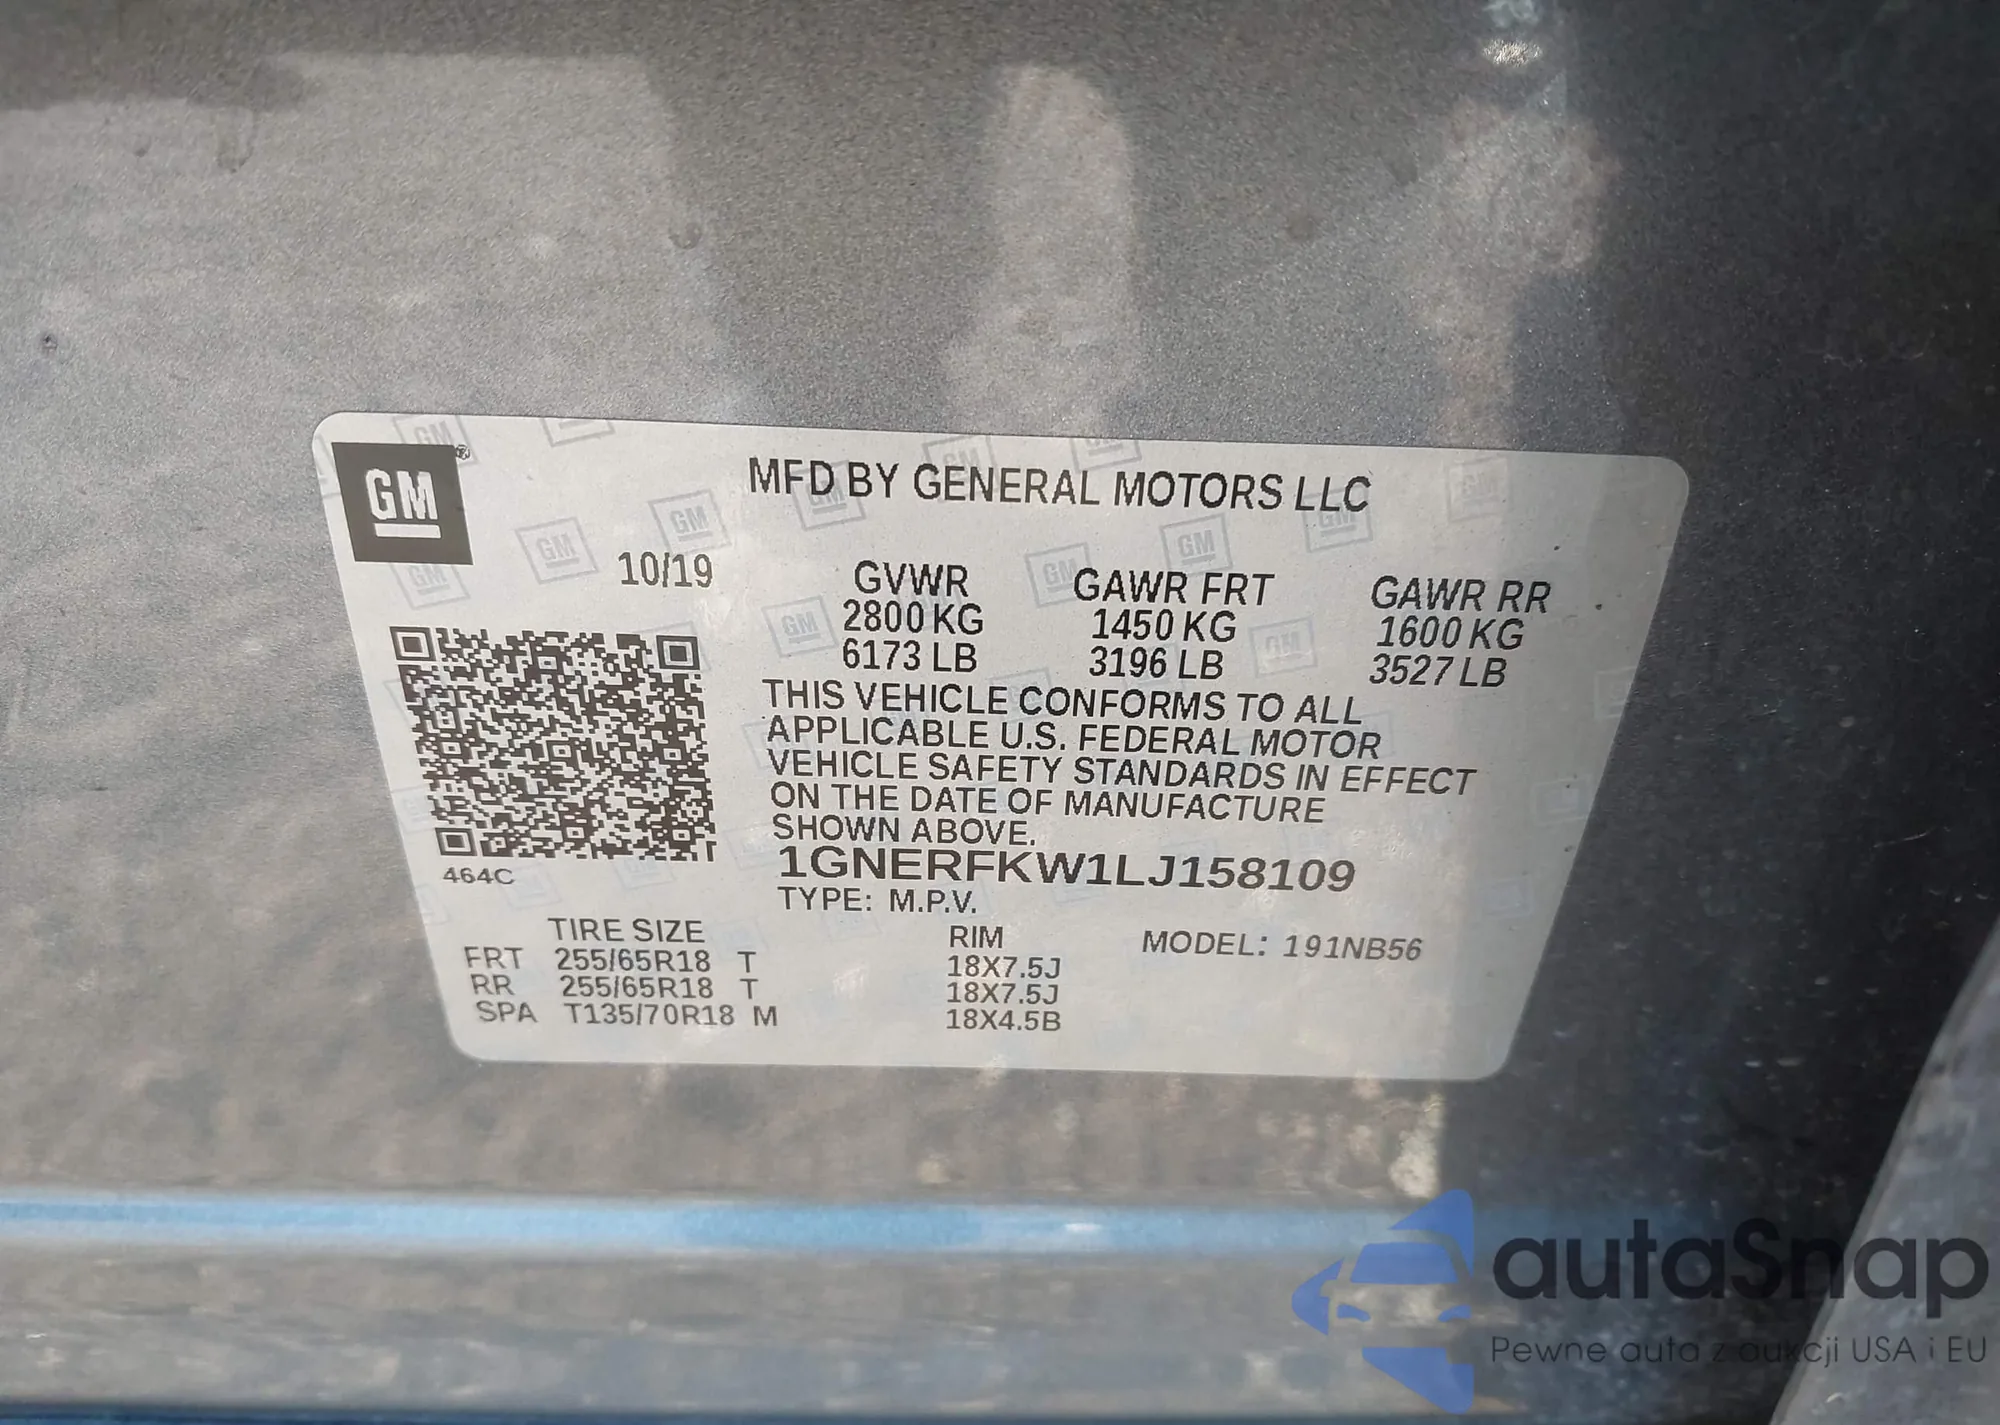 GM®
MFD BY GENERAL MOTORS LLC
10/19
GVWR GAWR FRT GAWR RR
2800 KG 1450 KG 1600 KG
6173 LB 3196 LB 3527 LB
THIS VEHICLE CONFORMS TO ALL
APPLICABLE U.S. FEDERAL MOTOR
VEHICLE SAFETY STANDARDS IN EFFECT
ON THE DATE OF MANUFACTURE
SHOWN ABOVE.
1GNERFKW1LJ158109
464C
TYPE: M.P.V.
TIRE SIZE RIM MODEL: 191NB56
FRT 255/65R18 T 18X7.5J
RR 255/65R18 T 18X7.5J
SPA T135/70R18 M 18X4.5B
autaSnap
Pewne auta z aukcji USA i EU